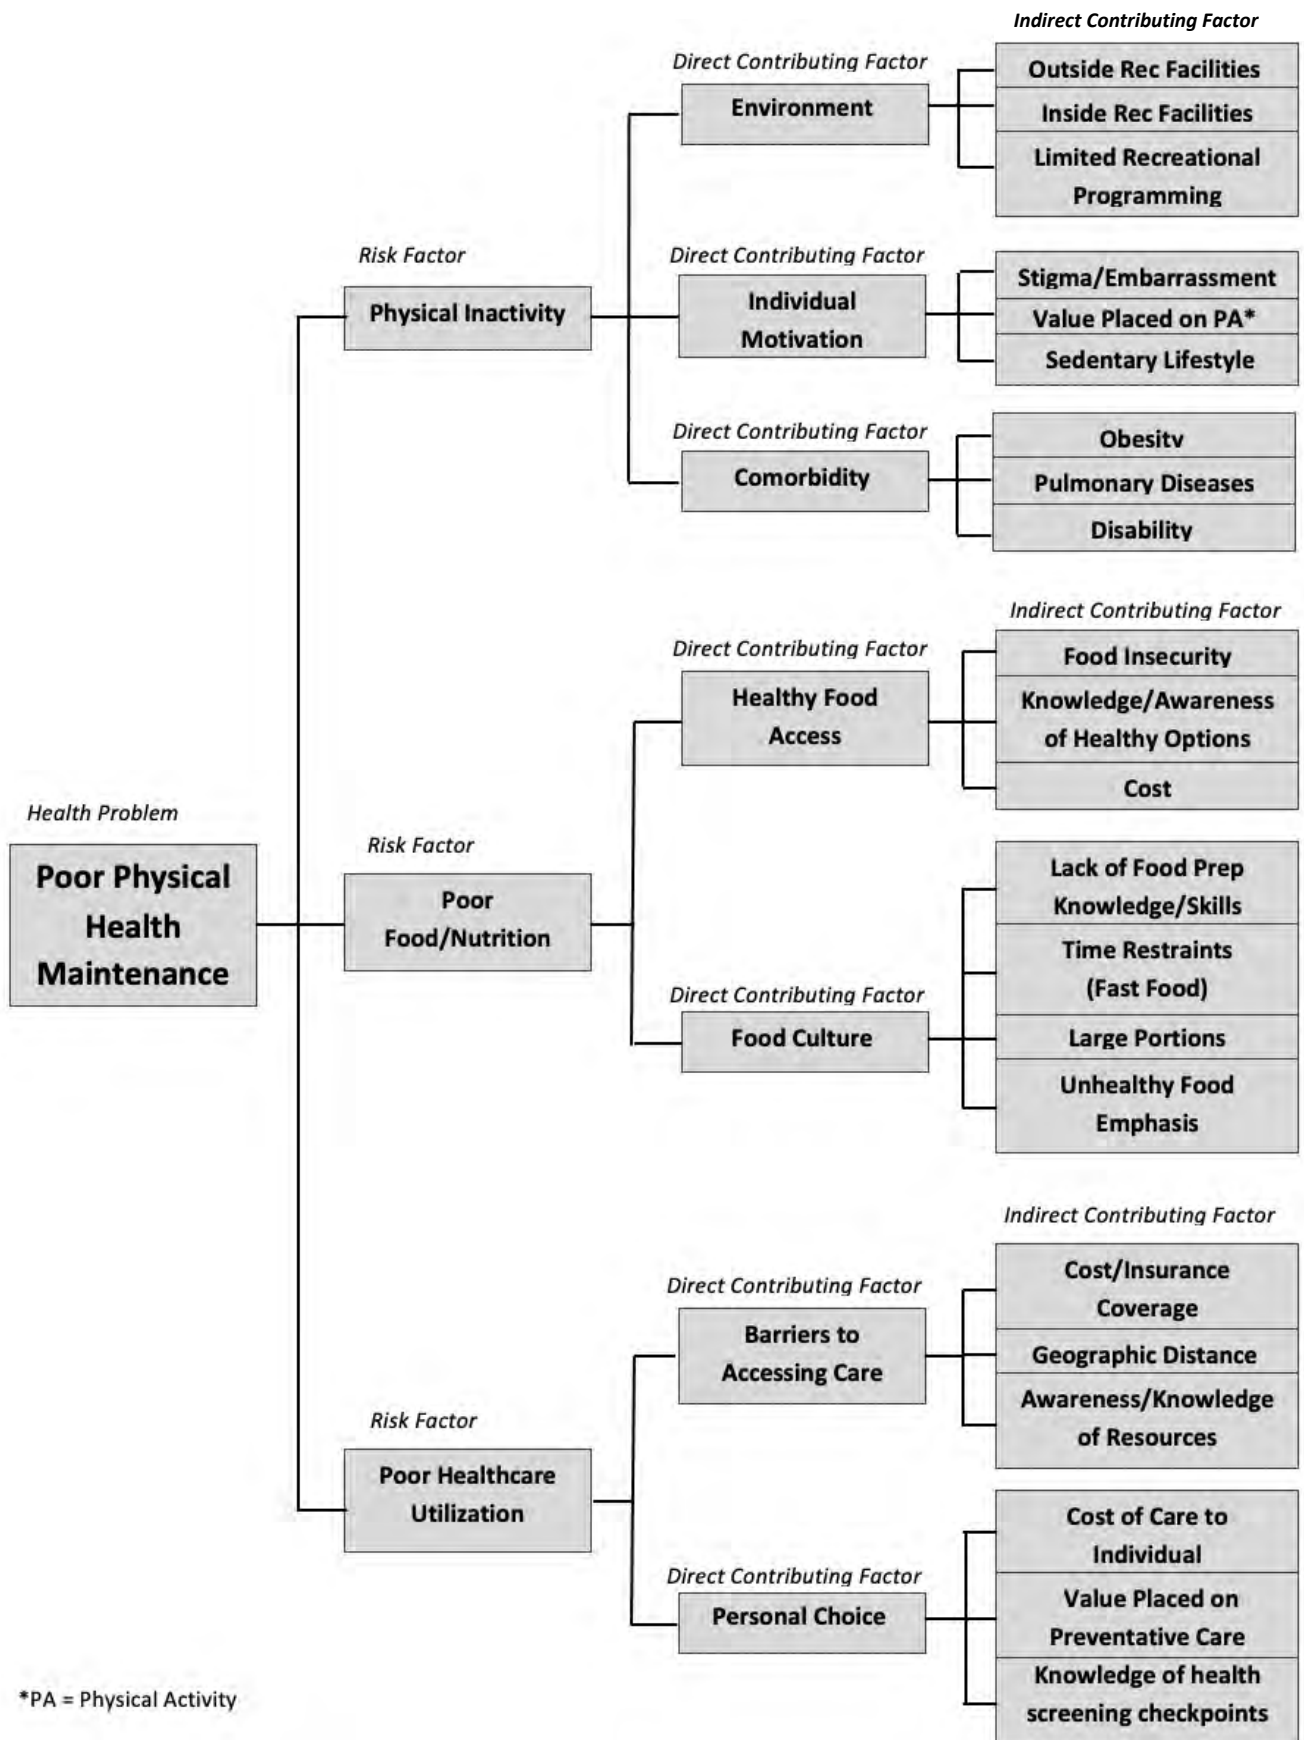 Indirect Contributing Factor
Direct Contributing Factor
Environment
Outside Rec Facilities
Inside Rec Facilities
Limited Recreational
Programming
Risk Factor
Physical Inactivity
Direct Contributing Factor
Individual
Motivation
Stigma/Embarrassment
Value Placed on PA*
Sedentary Lifestyle
Direct Contributing Factor
Comorbidity
Obesity
Pulmonary Diseases
Disability
Indirect Contributing Factor
Direct Contributing Factor
Healthy Food
Access
Food Insecurity
Knowledge/Awareness
of Healthy Options
Cost
Health Problem
Poor Physical
Health
Maintenance
Risk Factor
Poor
Food/Nutrition
Direct Contributing Factor
Food Culture
Lack of Food Prep
Knowledge/Skills
Time Restraints
(Fast Food)
Large Portions
Unhealthy Food
Emphasis
Indirect Contributing Factor
Direct Contributing Factor
Barriers to
Accessing Care
Cost/Insurance
Coverage
Geographic Distance
Awareness/Knowledge
of Resources
Risk Factor
Poor Healthcare
Utilization
Direct Contributing Factor
Personal Choice
Cost of Care to
Individual
Value Placed on
Preventative Care
Knowledge of health
screening checkpoints
*PA = Physical Activity